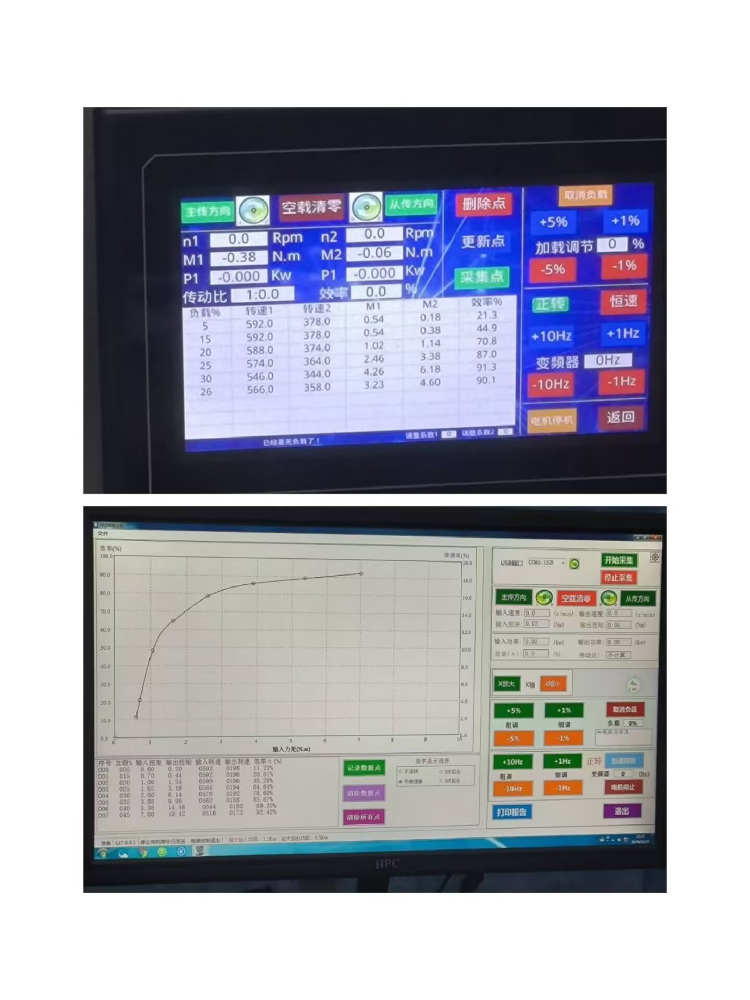 主传方向 空载清零 从传方向 删除点 取消负载
n1 0.0 Rpm n2 0.0 Rpm +5% +1%
M1 -0.38 N.m M2 -0.06 N.m 更新点 加载调节 0 %
P1 -0.000 Kw P1 -0.000 Kw 采集点 -5% -1%
传动比 1:0.0 效率 0.0 %
负载% 转速1 转速2 M1 M2 效率%
5 592.0 378.0 0.54 0.18 21.3
15 592.0 378.0 0.54 0.38 44.9
20 588.0 374.0 1.02 1.14 70.8
25 574.0 364.0 2.46 3.38 87.0
30 546.0 344.0 4.26 6.18 91.3
26 566.0 358.0 3.23 4.60 90.1
正转 恒速
+10Hz +1Hz
变频器 0Hz
-10Hz -1Hz
电机停机 返回
已经是无负载了！ 调整系数1 0 调整系数2 0
文件
效率(%) 滑移率(%)
100.0 20.0
90.0 18.0
80.0 16.0
70.0 14.0
60.0 12.0
50.0 10.0
40.0 8.0
30.0 6.0
20.0 4.0
10.0 2.0
0.0 0.0
0 1 2 3 4 5 6 7 8 9 10
输入力矩(N.m)
序号 加载% 输入扭矩 输出扭矩 输入转速 输出转速 效率η(%)
000 005 0.60 0.20 0592 0198 11.22%
001 015 0.70 0.44 0592 0196 20.81%
002 020 1.06 1.54 0590 0196 48.26%
003 025 1.62 3.16 0584 0194 64.64%
004 030 2.60 6.14 0576 0192 78.60%
005 035 3.88 9.96 0562 0188 85.87%
006 040 5.36 14.46 0544 0180 89.20%
007 045 7.00 19.42 0516 0172 92.42%
记录数据点
清除数据点
清除所有点
效率显示选择
不连线
平滑连接
USB端口 COM5:USB 开始采集
停止采集
主传方向 空载清零 从传方向
输入速度: 0.0 (r/min) 输出速度: 0.0 (r/min)
输入扭矩: 0.02 (Nm) 输出扭矩: 0.04 (Nm)
输入功率: 0.00 (Kw) 输出功率: 0.00 (kw)
效率(η): 0.0 (%) 传动比: 不计算
X放大 X轴 X缩小
+5% +1% 取消负载
粗调 细调 负载 0%
-5% -1%
+10Hz +1Hz 正转 恒速控制
粗调 细调 变频器 0 (Hz)
-10Hz -1Hz 电机停止
打印报告 退出
准备 127.0.0.1 停止电机指令已发送，恒速控制退出！ 最大输入功率：1.1Kw 最大输出功率：5.5Kw
HPC